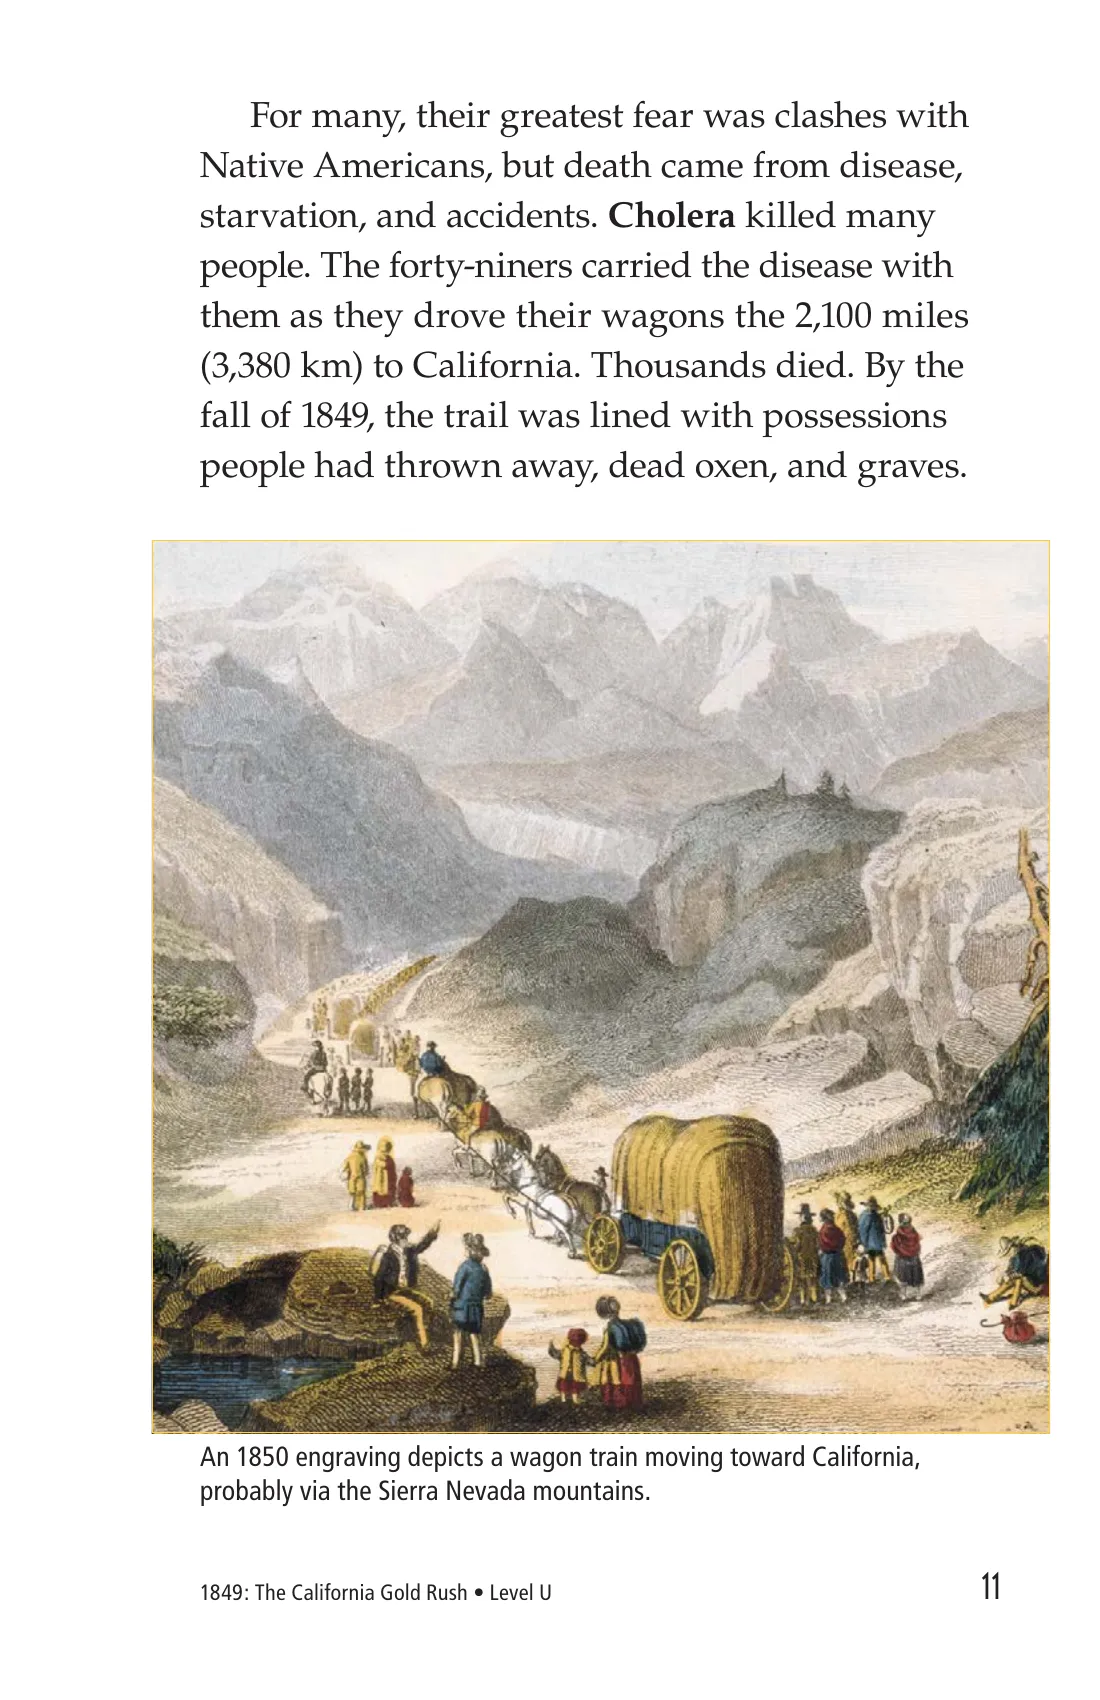 For many, their greatest fear was clashes with
Native Americans, but death came from disease,
starvation, and accidents. Cholera killed many
people. The forty-niners carried the disease with
them as they drove their wagons the 2,100 miles
(3,380 km) to California. Thousands died. By the
fall of 1849, the trail was lined with possessions
people had thrown away, dead oxen, and graves.
An 1850 engraving depicts a wagon train moving toward California,
probably via the Sierra Nevada mountains.
1849: The California Gold Rush • Level U
11